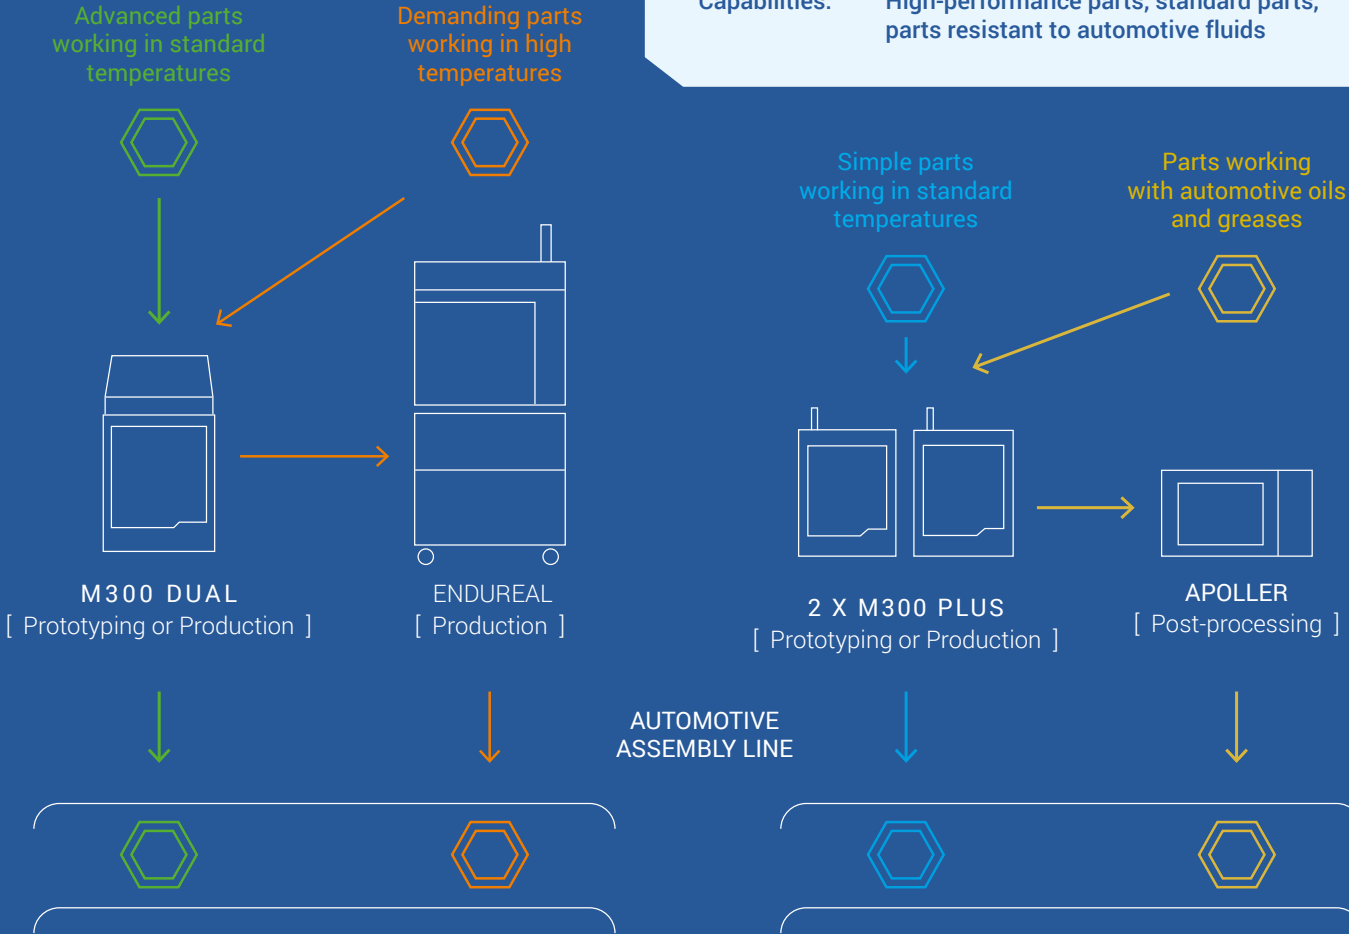 Advanced parts
working in standard
temperatures
Demanding parts
working in high
temperatures
Capabilities:
High-performance parts, standard parts,
parts resistant to automotive fluids
Simple parts
working in standard
temperatures
Parts working
with automotive oils
and greases
M300 DUAL
[ Prototyping or Production ]
ENDUREAL
[ Production ]
2 X M300 PLUS
[ Prototyping or Production ]
APOLLER
[ Post-processing ]
AUTOMOTIVE
ASSEMBLY LINE